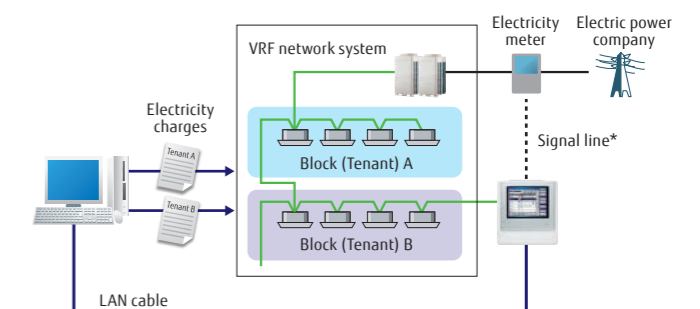 Electricity
meter
Electric power
company
VRF network system
Electricity
charges
Tenant A
Block (Tenant) A
Signal line*
Tenant B
Block (Tenant) B
LAN cable